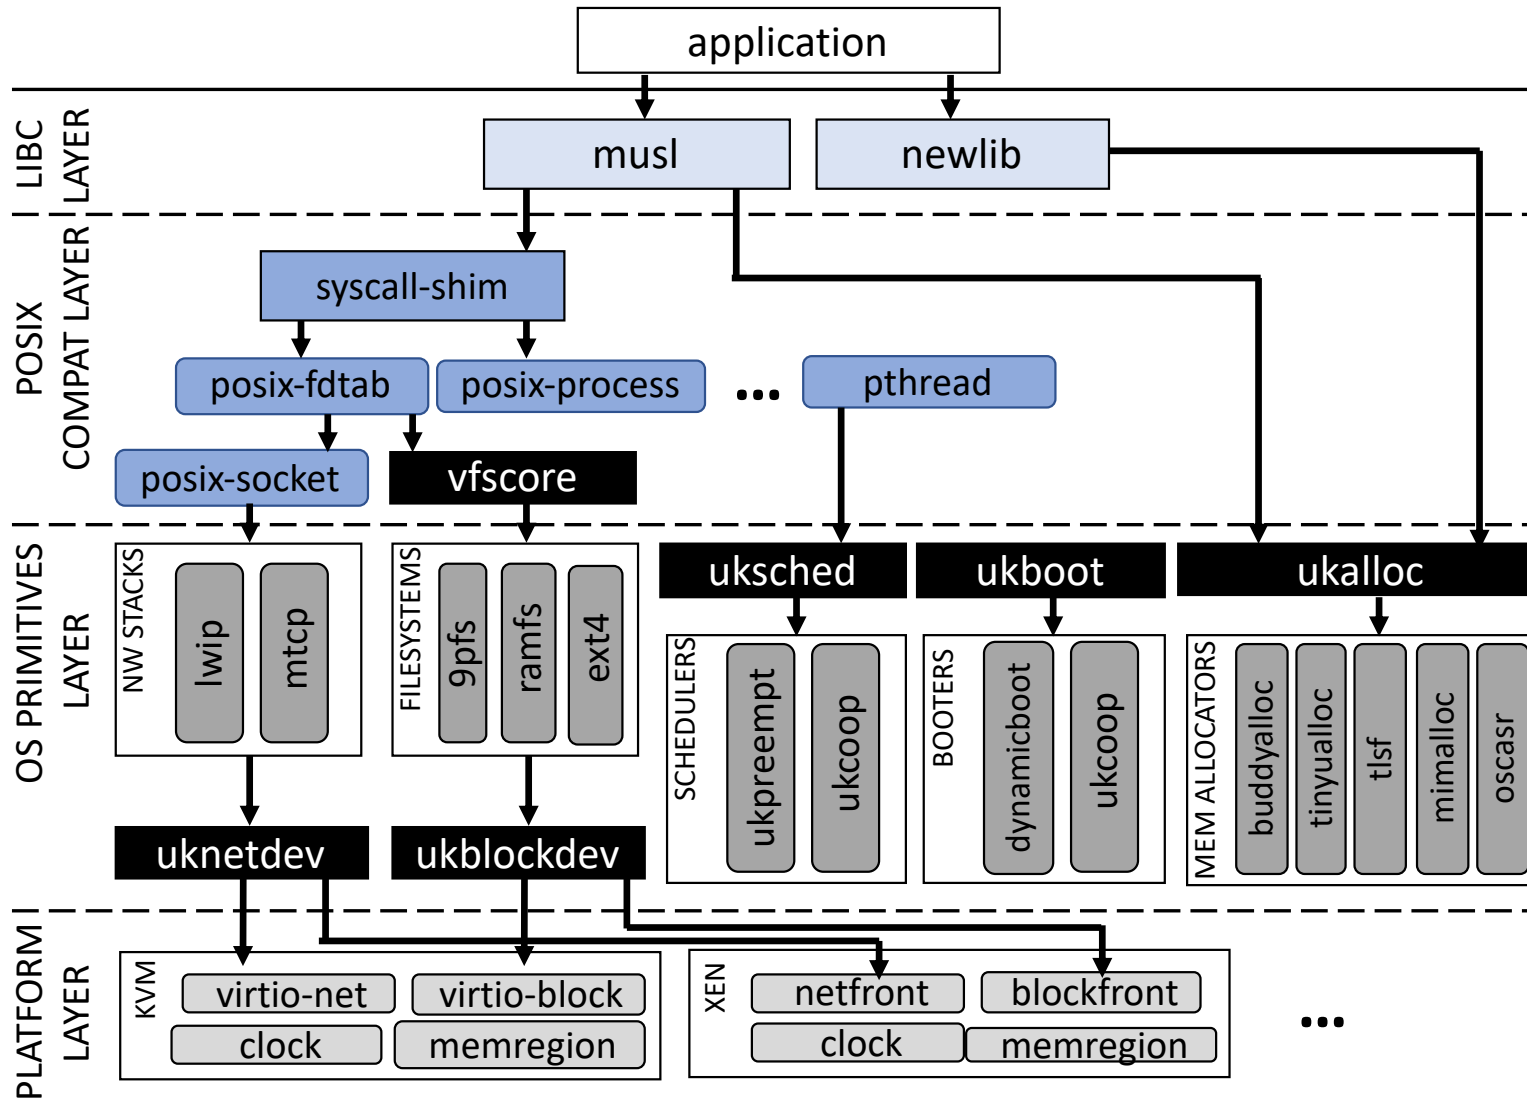 application
LIBC
LAYER
musl
newlib
POSIX
COMPAT LAYER
syscall-shim
posix-fdtab
posix-process
...
pthread
posix-socket
vfscore
OS PRIMITIVES
LAYER
NW STACKS
lwip
mtcp
FILESYSTEMS
9pfs
ramfs
ext4
uksched
SCHEDULERS
ukpreempt
ukcoop
ukboot
BOOTERS
dynamicboot
ukcoop
ukalloc
MEM ALLOCATORS
buddyalloc
tinyualloc
tlsf
mimalloc
oscasr
uknetdev
ukblockdev
PLATFORM
LAYER
KVM
virtio-net
virtio-block
clock
memregion
XEN
netfront
blockfront
clock
memregion
...